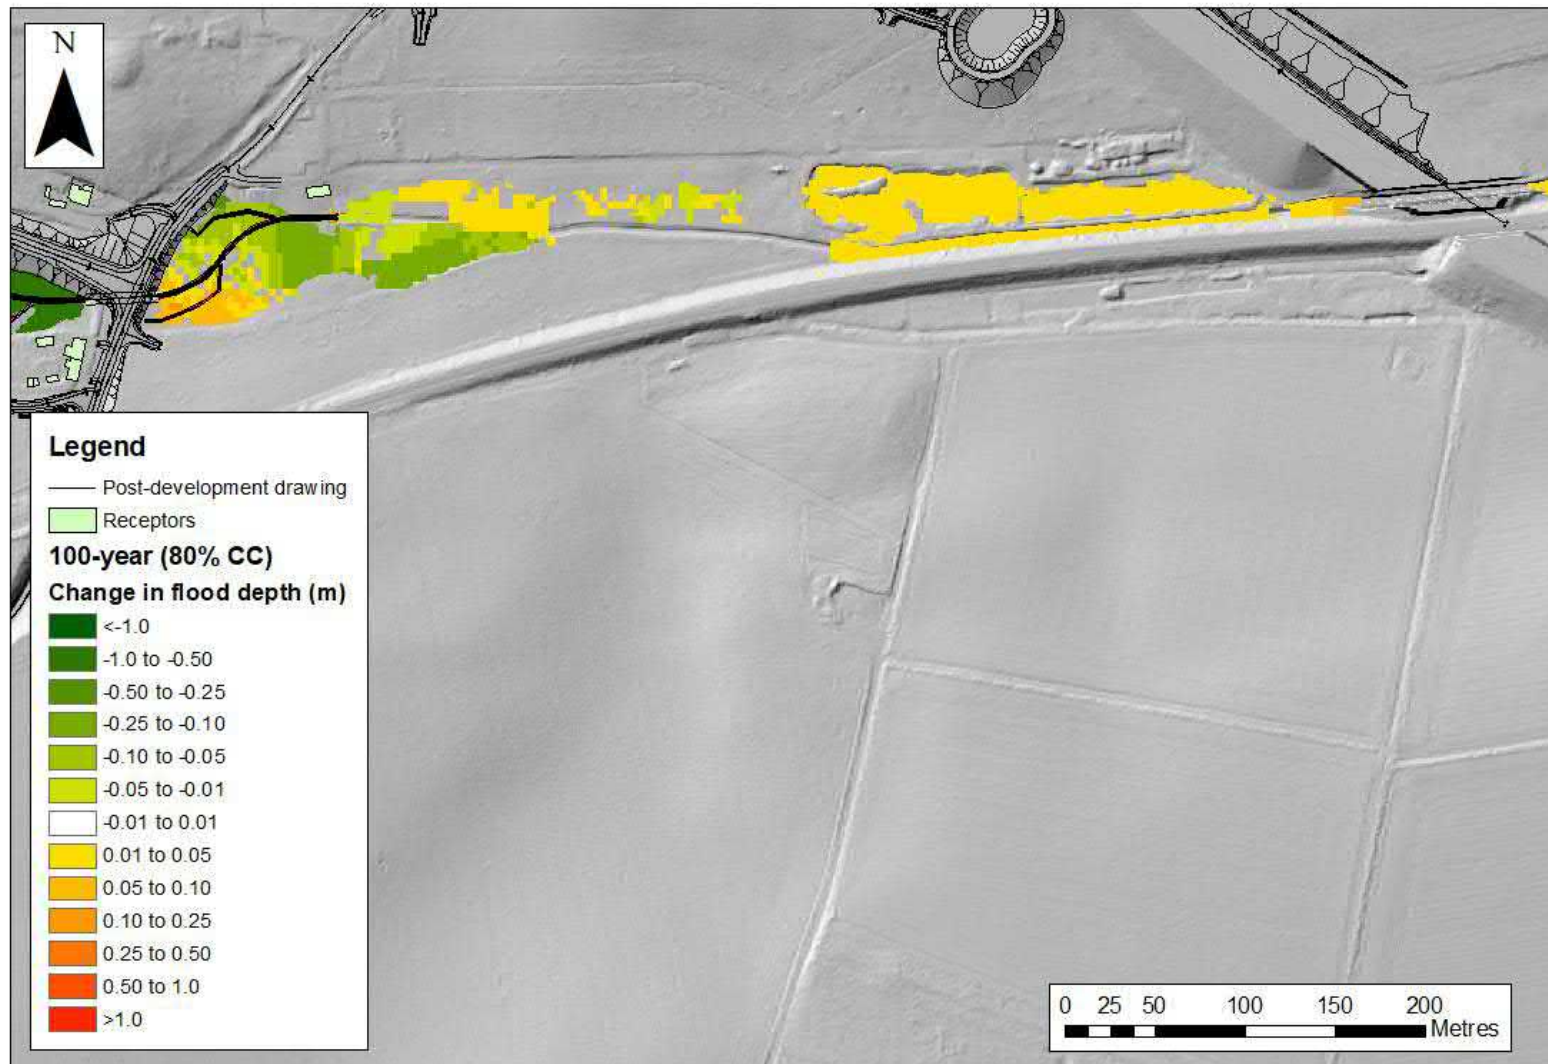 N
Legend
Post-development drawing
Receptors
100-year (80% CC)
Change in flood depth (m)
<-1.0
-1.0 to -0.50
-0.50 to -0.25
-0.25 to -0.10
-0.10 to -0.05
-0.05 to -0.01
-0.01 to 0.01
0.01 to 0.05
0.05 to 0.10
0.10 to 0.25
0.25 to 0.50
0.50 to 1.0
>1.0
0 25 50 100 150 200
Metres